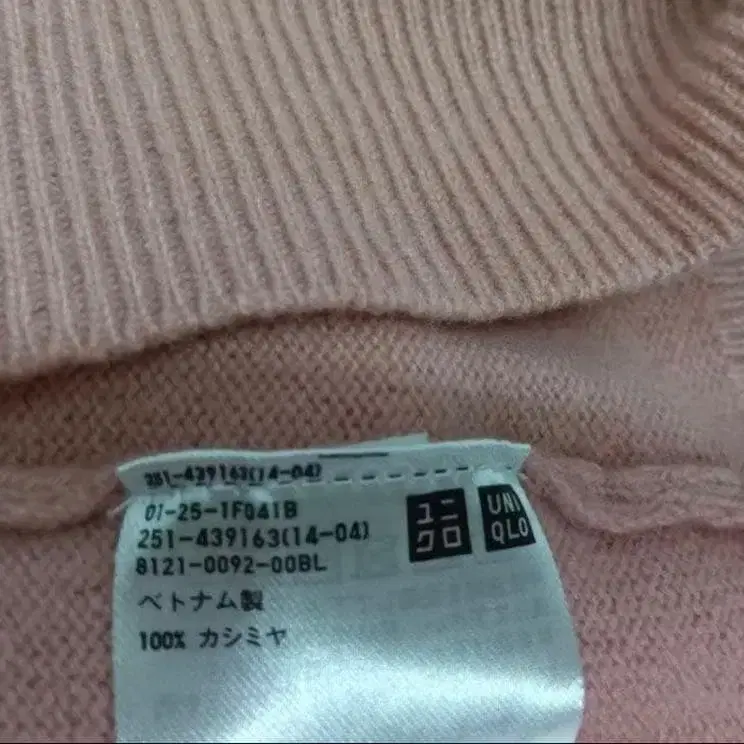 351-439163(14-04)
01-25-1F041B
251-439163(14-04)
8121-0092-00BL
ベトナム製
100% カシミヤ
ユニ
クロ
UNI
QLO